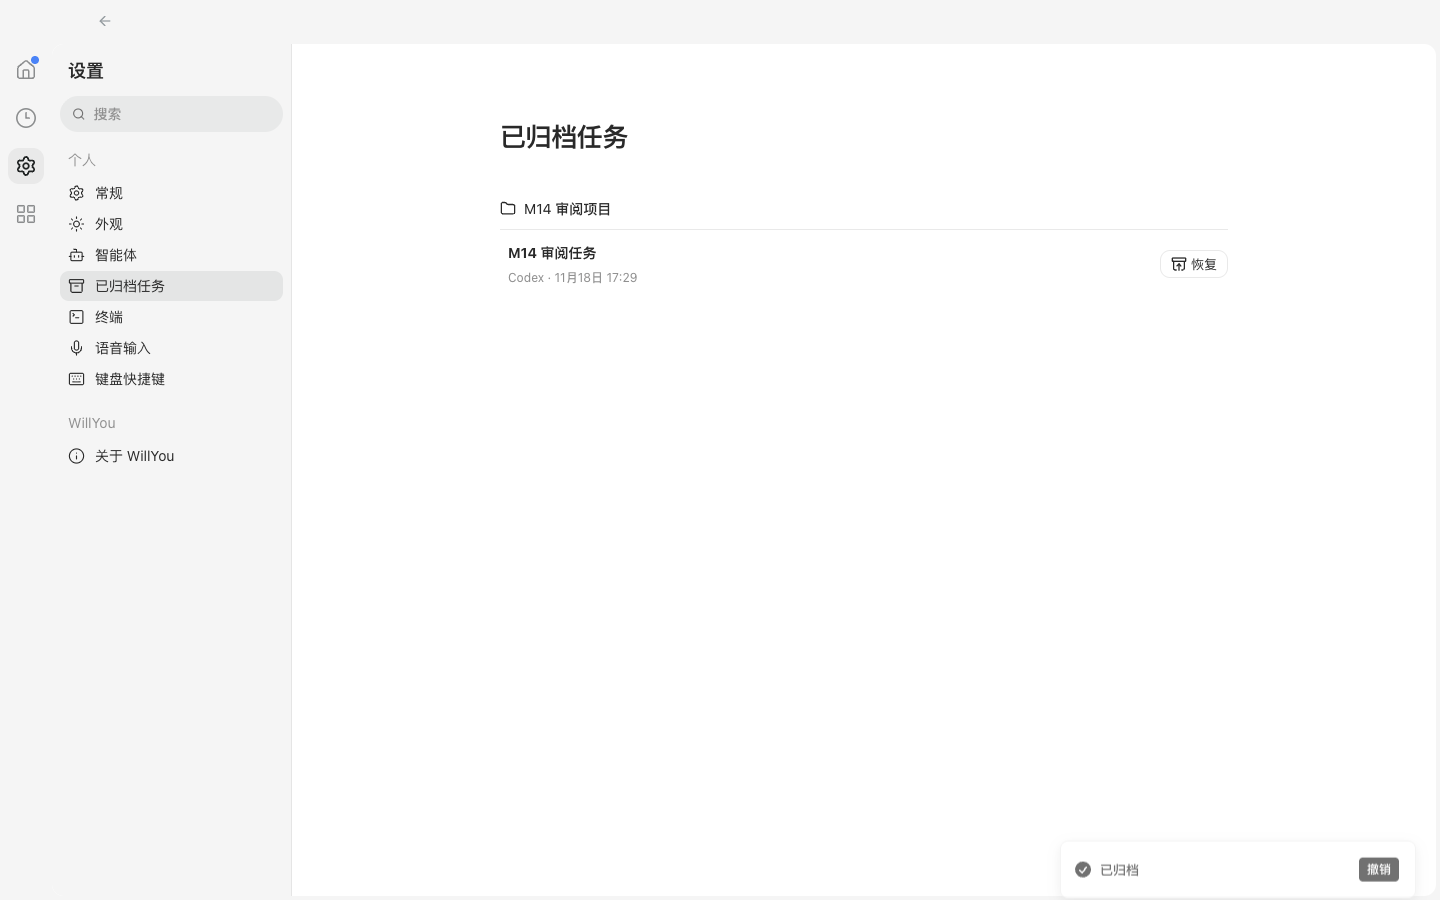 设置
搜索
个人
常规
外观
智能体
已归档任务
终端
语音输入
键盘快捷键
WillYou
关于 WillYou
已归档任务
M14 审阅项目
M14 审阅任务
Codex · 11月18日 17:29
恢复
已归档
撤销